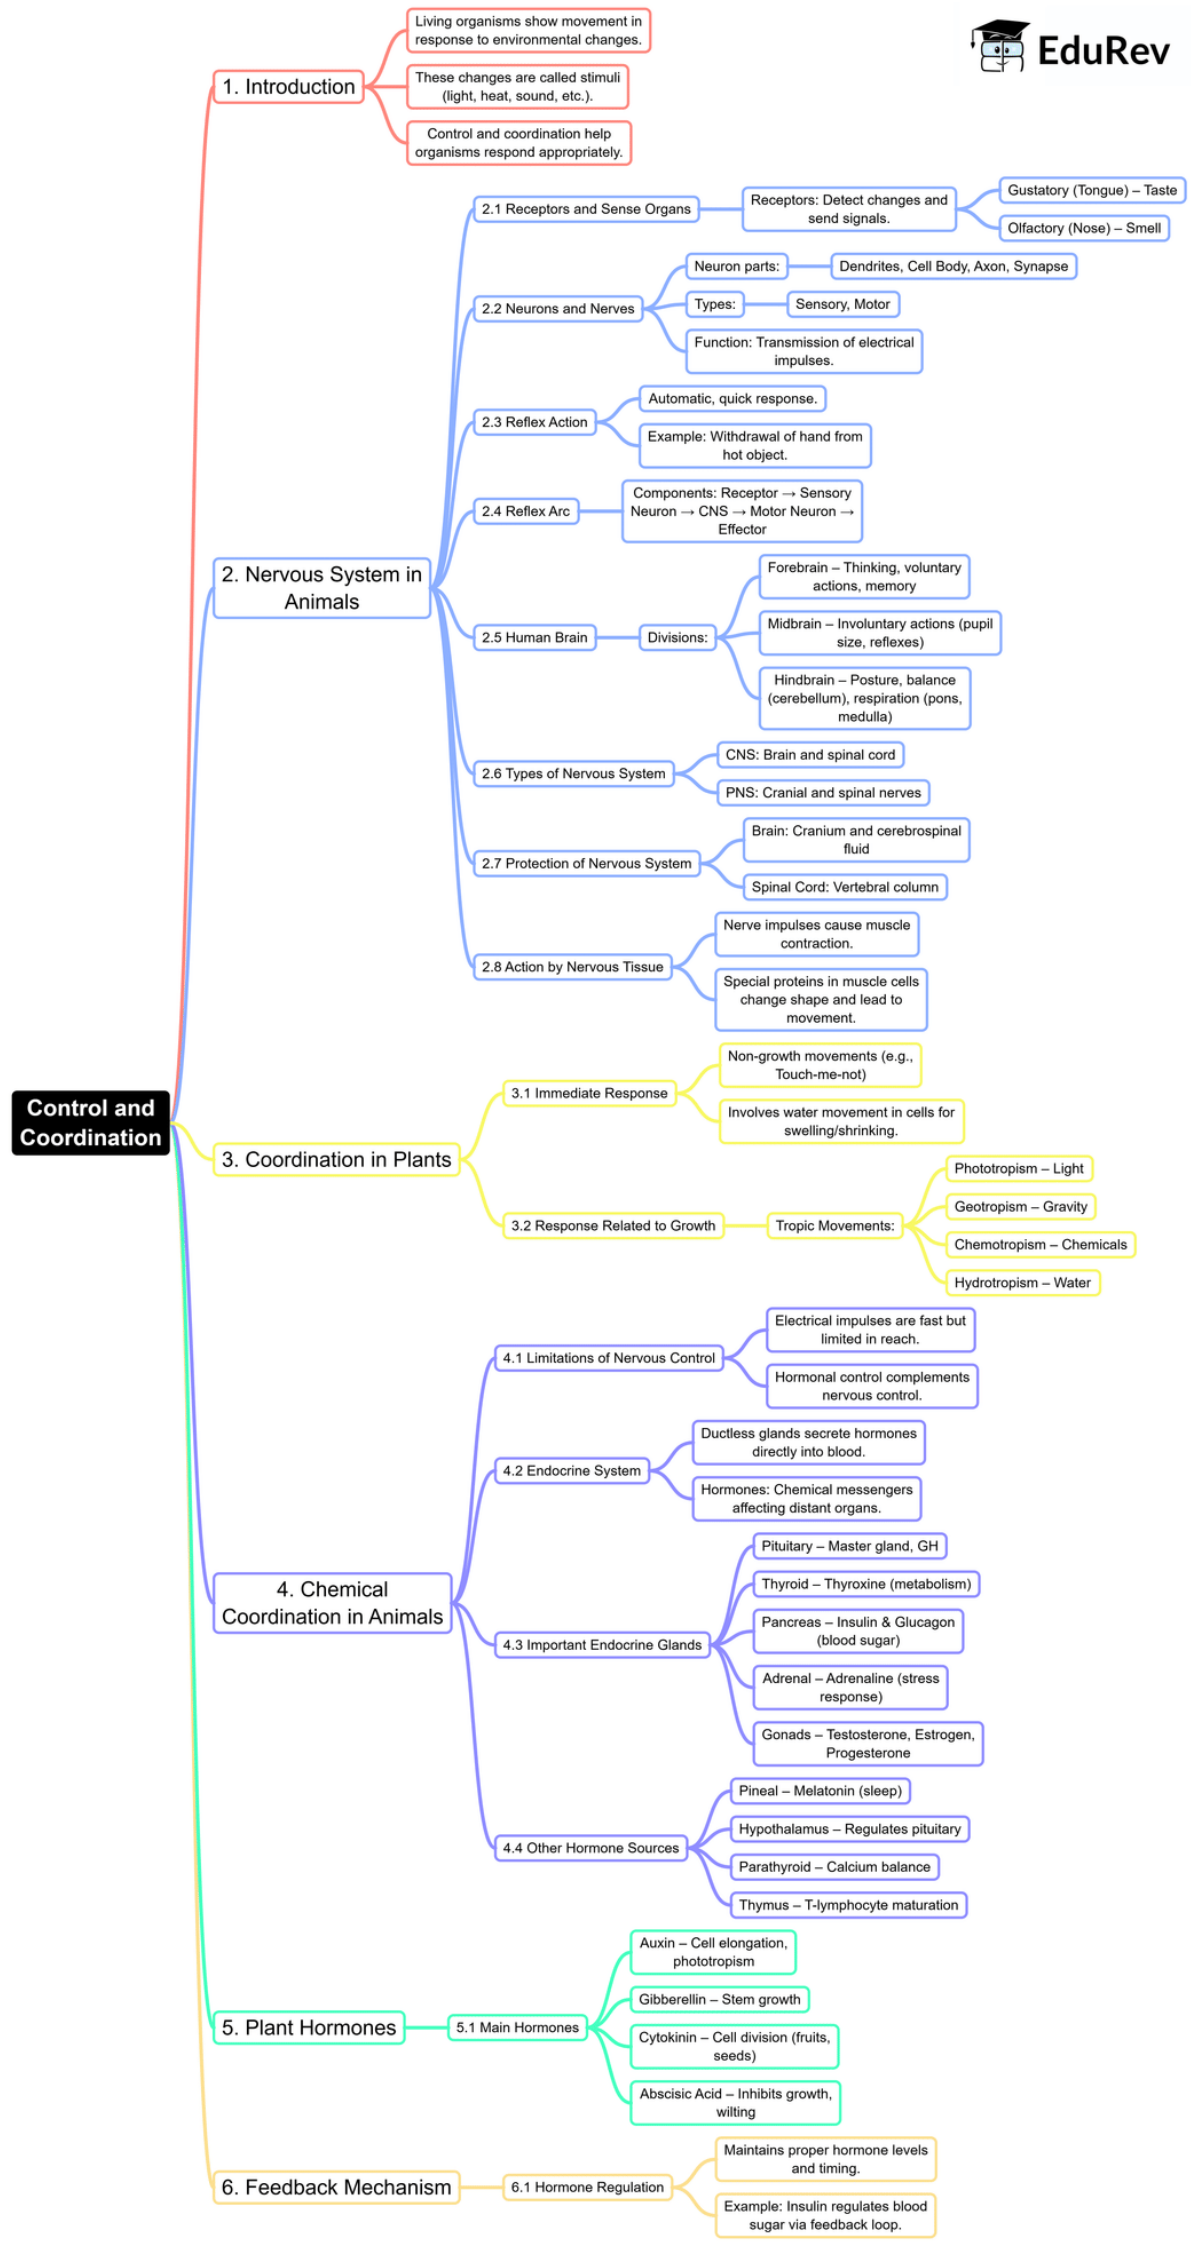 EduRev
Living organisms show movement in
response to environmental changes.
1. Introduction
These changes are called stimuli
(light, heat, sound, etc.).
Control and coordination help
organisms respond appropriately.
2. Nervous System in
Animals
2.1 Receptors and Sense Organs
Receptors: Detect changes and
send signals.
Gustatory (Tongue) – Taste
Olfactory (Nose) – Smell
2.2 Neurons and Nerves
Neuron parts:
Dendrites, Cell Body, Axon, Synapse
Types:
Sensory, Motor
Function: Transmission of electrical
impulses.
2.3 Reflex Action
Automatic, quick response.
Example: Withdrawal of hand from
hot object.
2.4 Reflex Arc
Components: Receptor → Sensory
Neuron → CNS → Motor Neuron →
Effector
2.5 Human Brain
Divisions:
Forebrain – Thinking, voluntary
actions, memory
Midbrain – Involuntary actions (pupil
size, reflexes)
Hindbrain – Posture, balance
(cerebellum), respiration (pons,
medulla)
2.6 Types of Nervous System
CNS: Brain and spinal cord
PNS: Cranial and spinal nerves
2.7 Protection of Nervous System
Brain: Cranium and cerebrospinal
fluid
Spinal Cord: Vertebral column
2.8 Action by Nervous Tissue
Nerve impulses cause muscle
contraction.
Special proteins in muscle cells
change shape and lead to
movement.
Control and
Coordination
3. Coordination in Plants
3.1 Immediate Response
Non-growth movements (e.g.,
Touch-me-not)
Involves water movement in cells for
swelling/shrinking.
3.2 Response Related to Growth
Tropic Movements:
Phototropism – Light
Geotropism – Gravity
Chemotropism – Chemicals
Hydrotropism – Water
4. Chemical
Coordination in Animals
4.1 Limitations of Nervous Control
Electrical impulses are fast but
limited in reach.
Hormonal control complements
nervous control.
4.2 Endocrine System
Ductless glands secrete hormones
directly into blood.
Hormones: Chemical messengers
affecting distant organs.
4.3 Important Endocrine Glands
Pituitary – Master gland, GH
Thyroid – Thyroxine (metabolism)
Pancreas – Insulin & Glucagon
(blood sugar)
Adrenal – Adrenaline (stress
response)
Gonads – Testosterone, Estrogen,
Progesterone
4.4 Other Hormone Sources
Pineal – Melatonin (sleep)
Hypothalamus – Regulates pituitary
Parathyroid – Calcium balance
Thymus – T-lymphocyte maturation
5. Plant Hormones
5.1 Main Hormones
Auxin – Cell elongation,
phototropism
Gibberellin – Stem growth
Cytokinin – Cell division (fruits,
seeds)
Abscisic Acid – Inhibits growth,
wilting
6. Feedback Mechanism
6.1 Hormone Regulation
Maintains proper hormone levels
and timing.
Example: Insulin regulates blood
sugar via feedback loop.